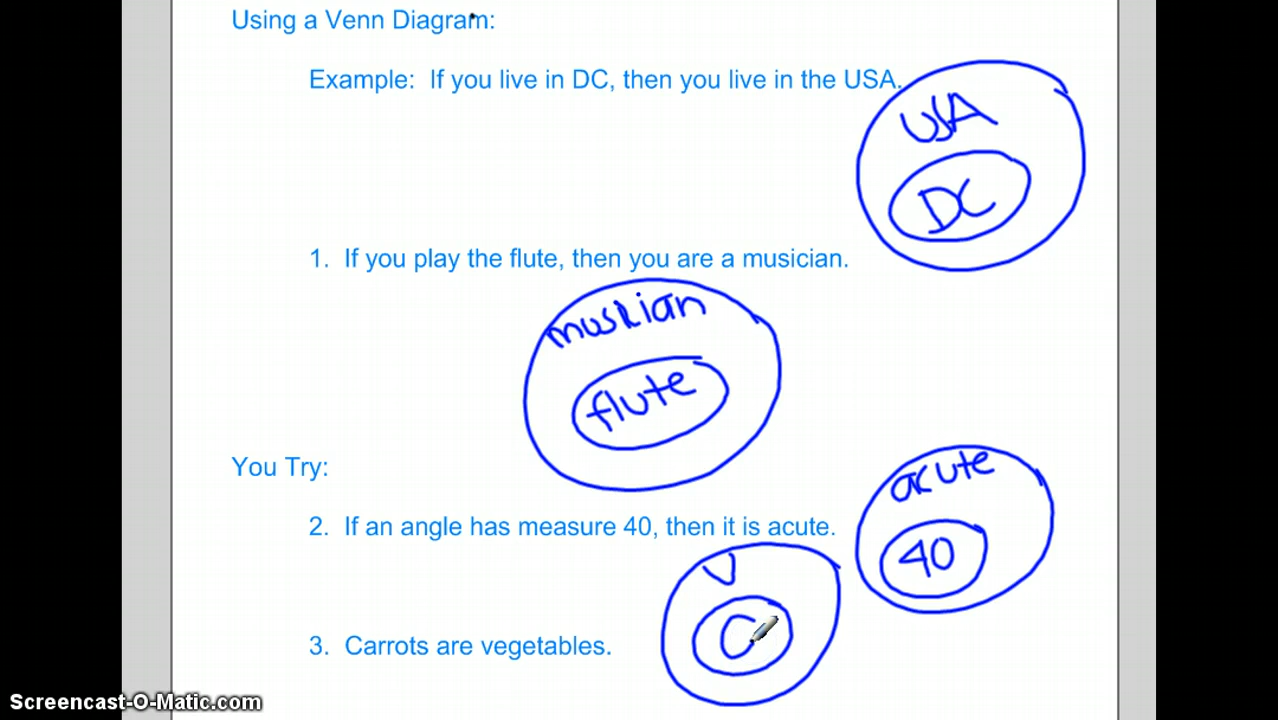 Using a Venn Diagram:
Example: If you live in DC, then you live in the USA.
USA
DC
1. If you play the flute, then you are a musician.
musician
flute
You Try:
acute
2. If an angle has measure 40, then it is acute.
40
V
C
3. Carrots are vegetables.
Screencast-O-Matic.com